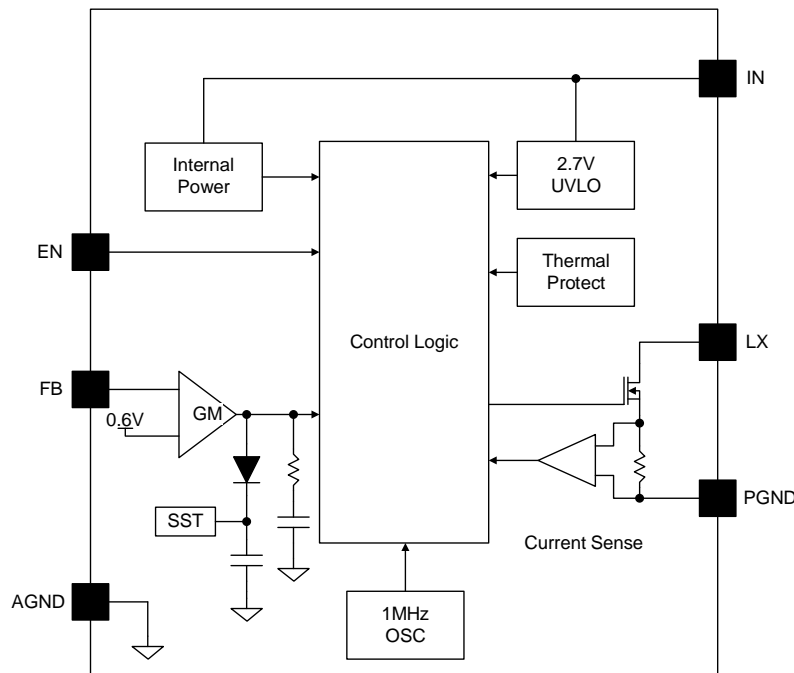 IN
Internal
Power
2.7V
UVLO
EN
Thermal
Protect
Control Logic
LX
FB
0.6V
GM
SST
PGND
Current Sense
AGND
1MHz
OSC